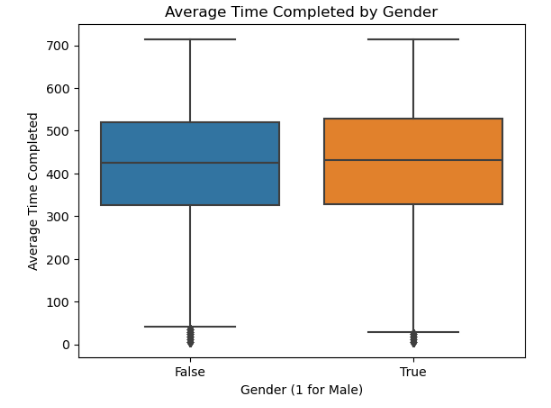 Average Time Completed by Gender
Average Time Completed
700
600
500
400
300
200
100
0
False True
Gender (1 for Male)